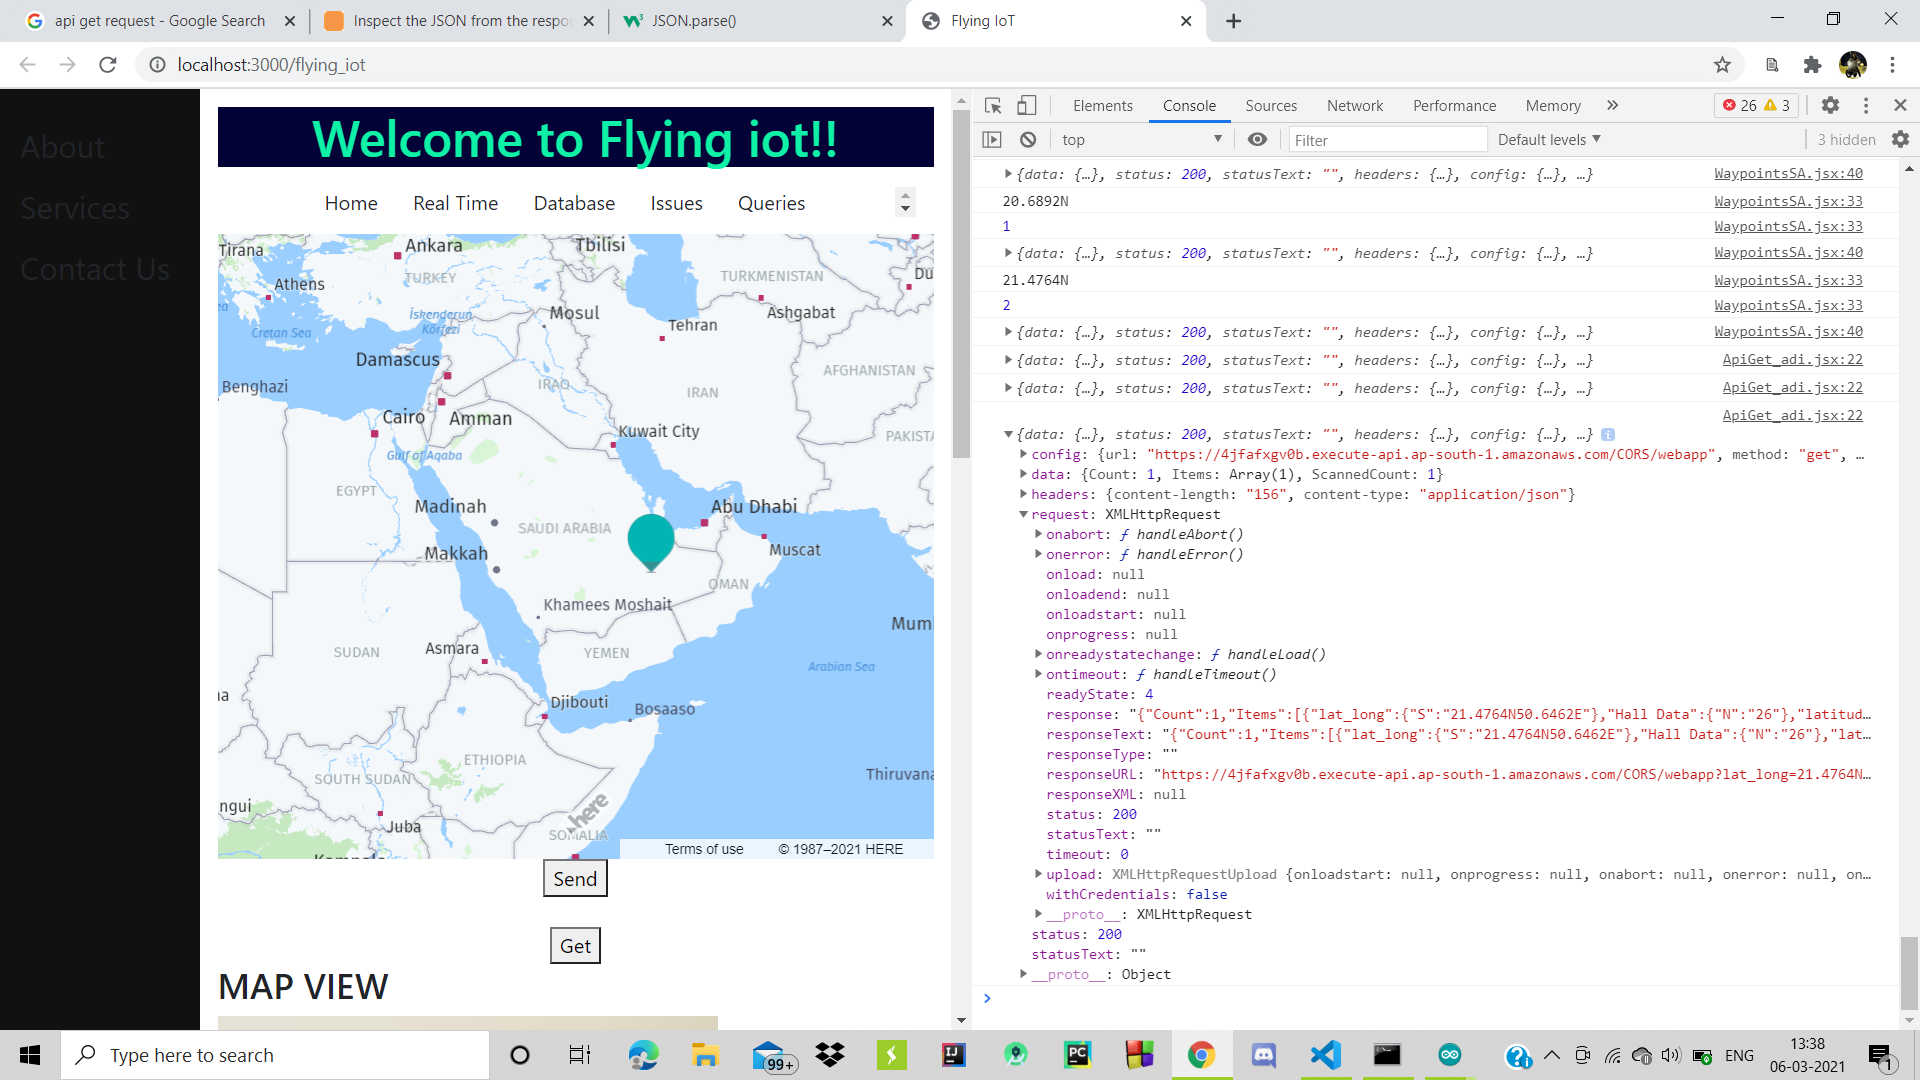 api get request - Google Search
Inspect the JSON from the respo
JSON.parse()
Flying IoT
localhost:3000/flying_iot
About
Services
Contact Us
Welcome to Flying iot!!
Home Real Time Database Issues Queries
Tirana
Ankara
Tbilisi
TURKMENISTAN
Du
TURKEY
Athens
Ashgabat
İskenderun
Körfezi
Mosul
Cretan Sea
Tehran
Damascus
AFGHANISTAN
Benghazi
IRAQ
IRAN
Cairo
Amman
Kuwait City
PAKISTA
Gulf of Aqaba
EGYPT
Madinah
Abu Dhabi
SAUDI ARABIA
Makkah
Muscat
OMAN
Khamees Moshait
Mum
SUDAN
Asmara
YEMEN
Arabian Sea
Djibouti
Bosaaso
ETHIOPIA
SOUTH SUDAN
Thiruvana
ngui
here
Juba
SOMALIA
Terms of use © 1987–2021 HERE
Send
Get
MAP VIEW
Elements Console Sources Network Performance Memory 26 3
top Filter Default levels 3 hidden
{data: {…}, status: 200, statusText: "", headers: {…}, config: {…}, …} WaypointsSA.jsx:40
20.6892N WaypointsSA.jsx:33
1 WaypointsSA.jsx:33
{data: {…}, status: 200, statusText: "", headers: {…}, config: {…}, …} WaypointsSA.jsx:40
21.4764N WaypointsSA.jsx:33
2 WaypointsSA.jsx:33
{data: {…}, status: 200, statusText: "", headers: {…}, config: {…}, …} WaypointsSA.jsx:40
{data: {…}, status: 200, statusText: "", headers: {…}, config: {…}, …} ApiGet_adi.jsx:22
{data: {…}, status: 200, statusText: "", headers: {…}, config: {…}, …} ApiGet_adi.jsx:22
ApiGet_adi.jsx:22
{data: {…}, status: 200, statusText: "", headers: {…}, config: {…}, …}
config: {url: "https://4jfafxgv0b.execute-api.ap-south-1.amazonaws.com/CORS/webapp", method: "get", …
data: {Count: 1, Items: Array(1), ScannedCount: 1}
headers: {content-length: "156", content-type: "application/json"}
request: XMLHttpRequest
onabort: ƒ handleAbort()
onerror: ƒ handleError()
onload: null
onloadend: null
onloadstart: null
onprogress: null
onreadystatechange: ƒ handleLoad()
ontimeout: ƒ handleTimeout()
readyState: 4
response: "{"Count":1,"Items":[{"lat_long":{"S":"21.4764N50.6462E"},"Hall Data":{"N":"26"},"latitud…
responseText: "{"Count":1,"Items":[{"lat_long":{"S":"21.4764N50.6462E"},"Hall Data":{"N":"26"},"lat…
responseType: ""
responseURL: "https://4jfafxgv0b.execute-api.ap-south-1.amazonaws.com/CORS/webapp?lat_long=21.4764N…
responseXML: null
status: 200
statusText: ""
timeout: 0
upload: XMLHttpRequestUpload {onloadstart: null, onprogress: null, onabort: null, onerror: null, on…
withCredentials: false
__proto__: XMLHttpRequest
status: 200
statusText: ""
__proto__: Object
Type here to search
99+
ENG
13:38
06-03-2021
1